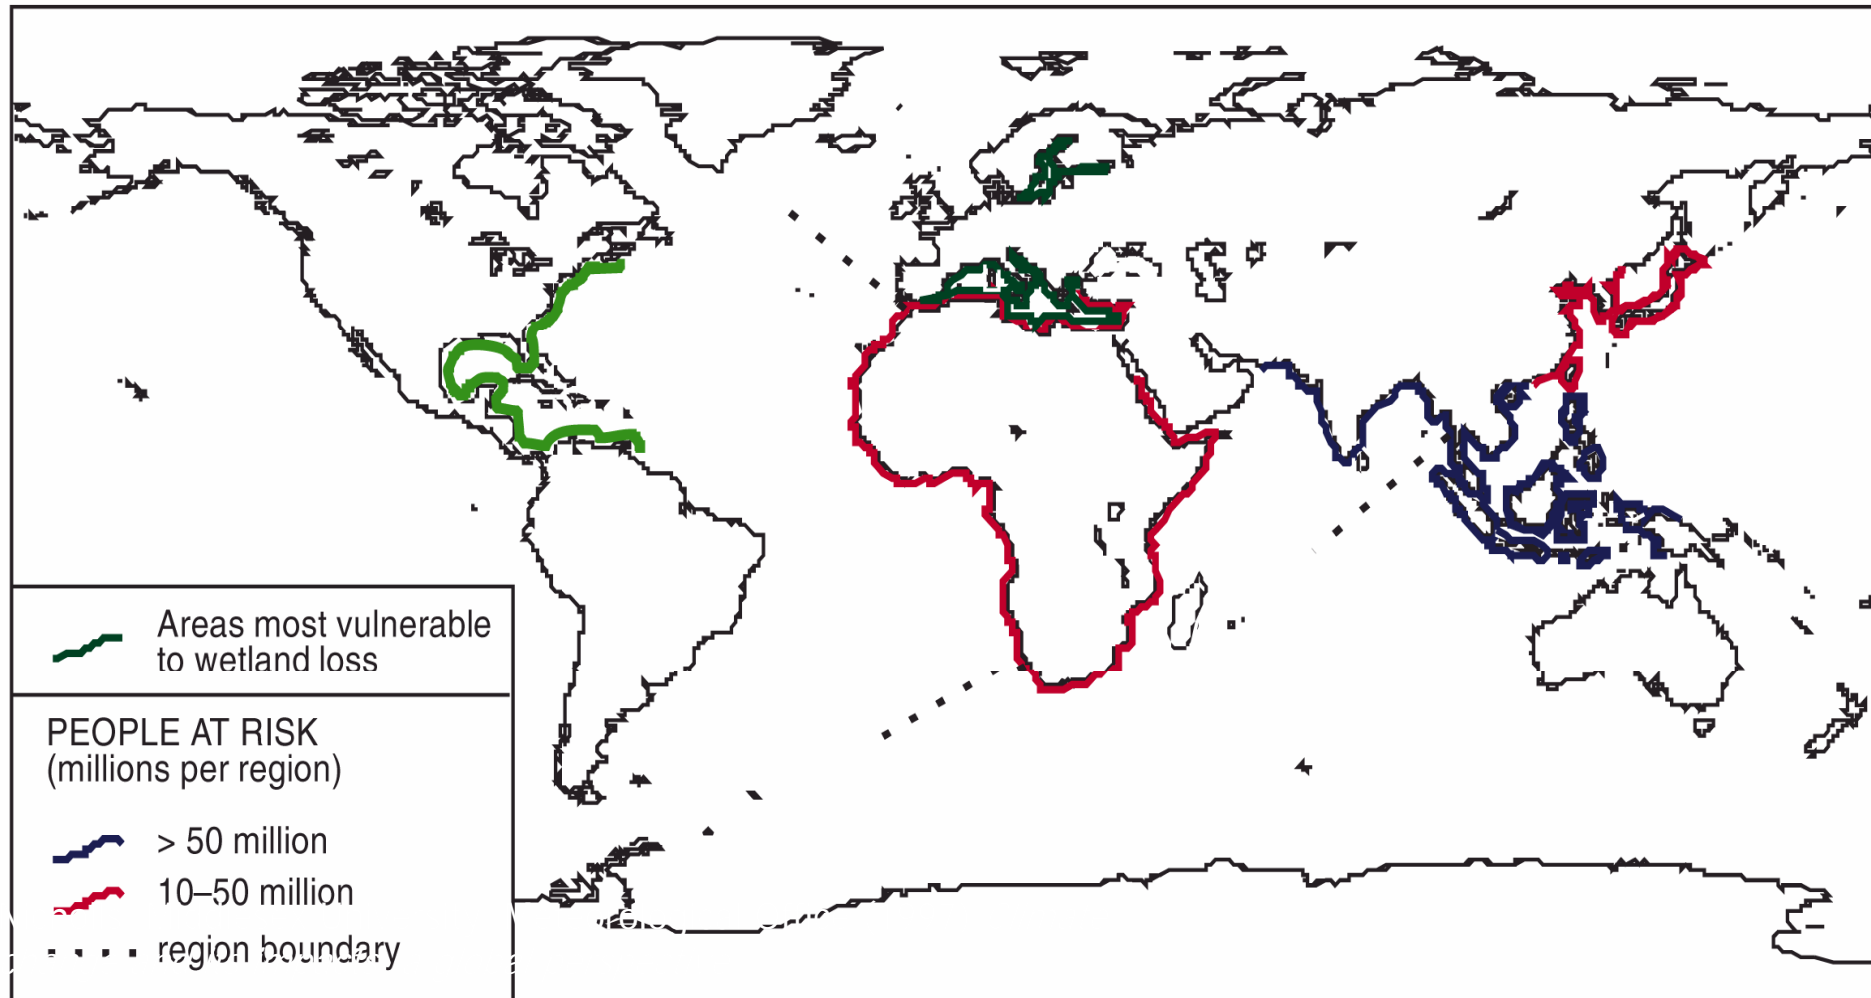 Areas most vulnerable
to wetland loss
PEOPLE AT RISK
(millions per region)
> 50 million
10–50 million
region boundary